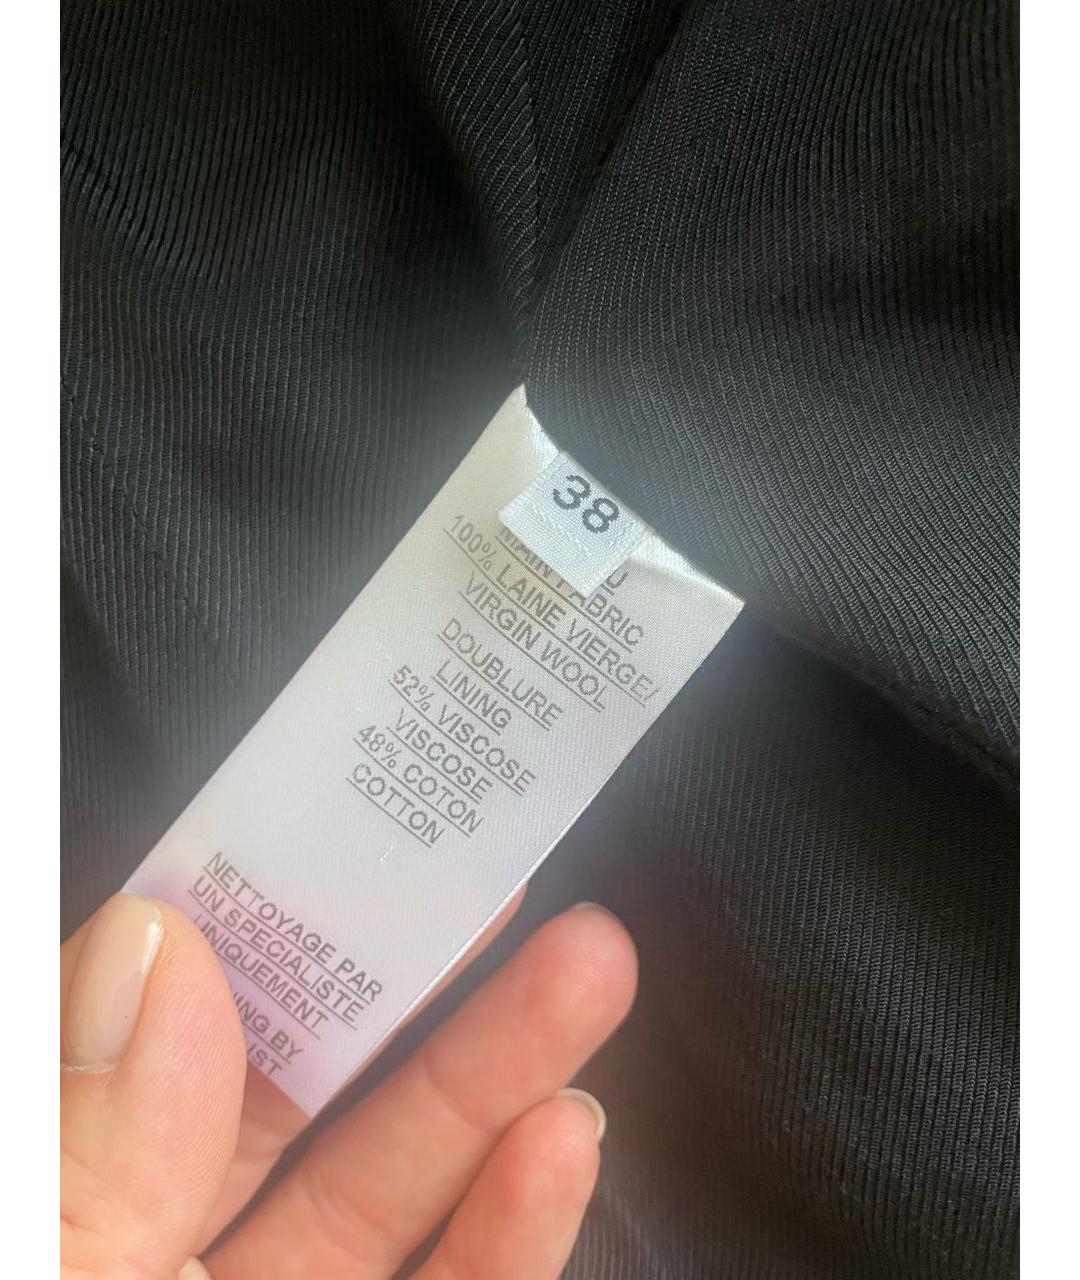 38
MAIN FABRIC
100% LAINE VIERGE/
VIRGIN WOOL
DOUBLURE
LINING
52% VISCOSE
VISCOSE
48% COTON
COTTON
NETTOYAGE PAR
UN SPECIALISTE
UNIQUEMENT
BY